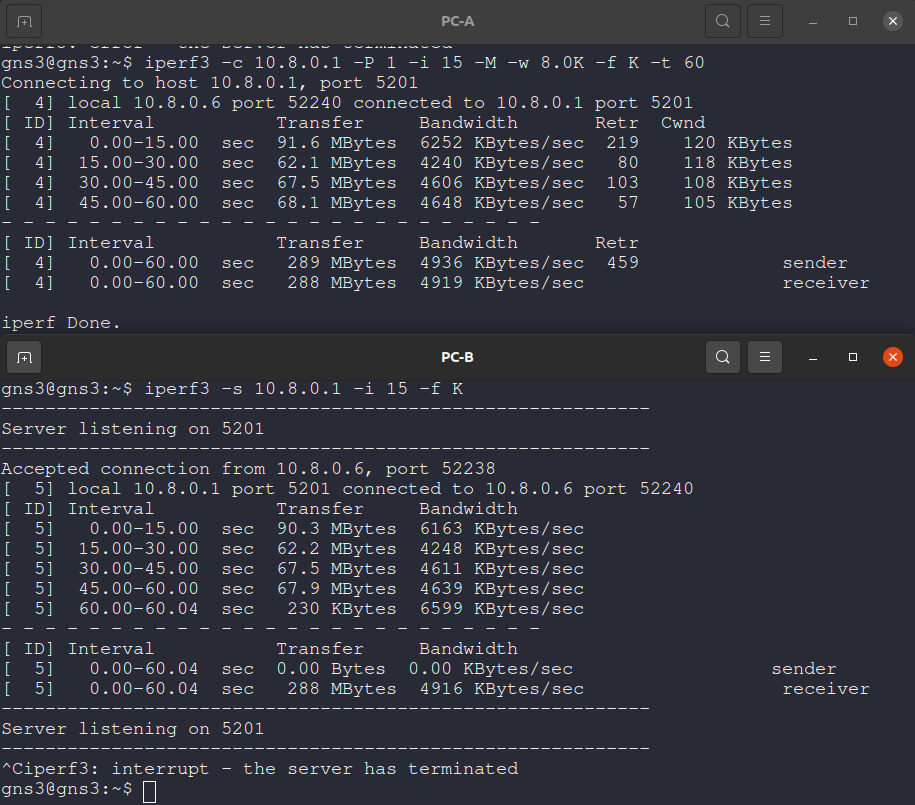 PC-A
iperf3: error - the server has terminated
gns3@gns3:~$ iperf3 -c 10.8.0.1 -P 1 -i 15 -M -w 8.0K -f K -t 60
Connecting to host 10.8.0.1, port 5201
[  4] local 10.8.0.6 port 52240 connected to 10.8.0.1 port 5201
[ ID] Interval           Transfer     Bandwidth       Retr  Cwnd
[  4]   0.00-15.00  sec  91.6 MBytes  6252 KBytes/sec  219    120 KBytes
[  4]  15.00-30.00  sec  62.1 MBytes  4240 KBytes/sec   80    118 KBytes
[  4]  30.00-45.00  sec  67.5 MBytes  4606 KBytes/sec  103    108 KBytes
[  4]  45.00-60.00  sec  68.1 MBytes  4648 KBytes/sec   57    105 KBytes
- - - - - - - - - - - - - - - - - - - - - - - - -
[ ID] Interval           Transfer     Bandwidth       Retr
[  4]   0.00-60.00  sec   289 MBytes  4936 KBytes/sec  459             sender
[  4]   0.00-60.00  sec   288 MBytes  4919 KBytes/sec                  receiver
iperf Done.
PC-B
gns3@gns3:~$ iperf3 -s 10.8.0.1 -i 15 -f K
-----------------------------------------------------------
Server listening on 5201
-----------------------------------------------------------
Accepted connection from 10.8.0.6, port 52238
[  5] local 10.8.0.1 port 5201 connected to 10.8.0.6 port 52240
[ ID] Interval           Transfer     Bandwidth
[  5]   0.00-15.00  sec  90.3 MBytes  6163 KBytes/sec
[  5]  15.00-30.00  sec  62.2 MBytes  4248 KBytes/sec
[  5]  30.00-45.00  sec  67.5 MBytes  4611 KBytes/sec
[  5]  45.00-60.00  sec  67.9 MBytes  4639 KBytes/sec
[  5]  60.00-60.04  sec   230 KBytes  6599 KBytes/sec
- - - - - - - - - - - - - - - - - - - - - - - - -
[ ID] Interval           Transfer     Bandwidth
[  5]   0.00-60.04  sec  0.00 Bytes  0.00 KBytes/sec                  sender
[  5]   0.00-60.04  sec   288 MBytes  4916 KBytes/sec                  receiver
-----------------------------------------------------------
Server listening on 5201
-----------------------------------------------------------
^Ciperf3: interrupt - the server has terminated
gns3@gns3:~$